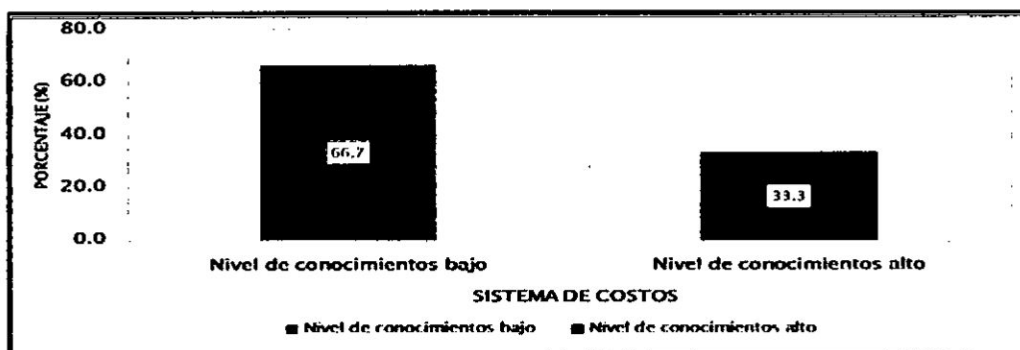 80.0
60.0
40.0
20.0
0.0
PORCENTAJE (%)
66.7
33.3
Nivel de conocimientos bajo
Nivel de conocimientos alto
SISTEMA DE COSTOS
Nivel de conocimientos bajo
Nivel de conocimientos alto